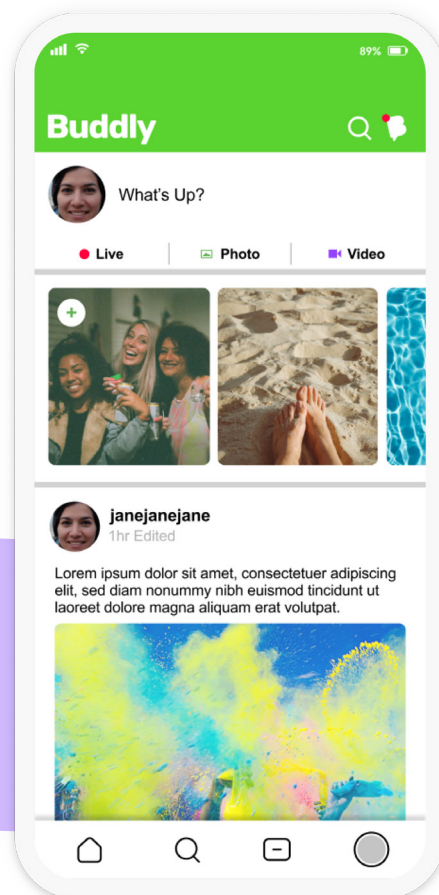 89%
Buddly
What's Up?
Live Photo Video
janejanejane
1hr Edited
Lorem ipsum dolor sit amet, consectetuer adipiscing
elit, sed diam nonummy nibh euismod tincidunt ut
laoreet dolore magna aliquam erat volutpat.